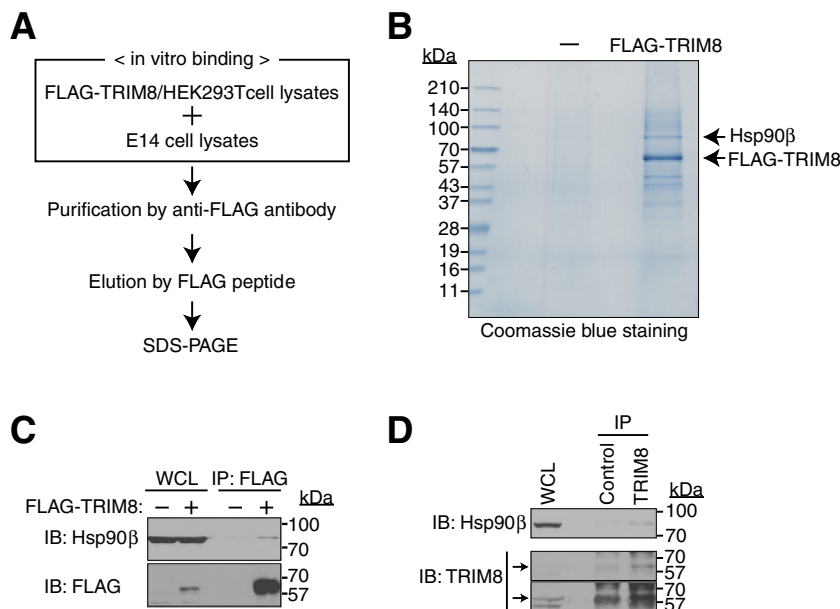 A
< in vitro binding >
FLAG-TRIM8/HEK293Tcell lysates
+
E14 cell lysates
Purification by anti-FLAG antibody
Elution by FLAG peptide
SDS-PAGE
B
kDa
— FLAG-TRIM8
210
140
100
70
57
43
37
28
19
16
11
Hsp90β
FLAG-TRIM8
Coomassie blue staining
C
WCL IP: FLAG
FLAG-TRIM8: — + — + kDa
IB: Hsp90β
100
70
IB: FLAG
70
57
D
IP
WCL Control TRIM8 kDa
IB: Hsp90β
100
70
IB: TRIM8
70
57
70
57